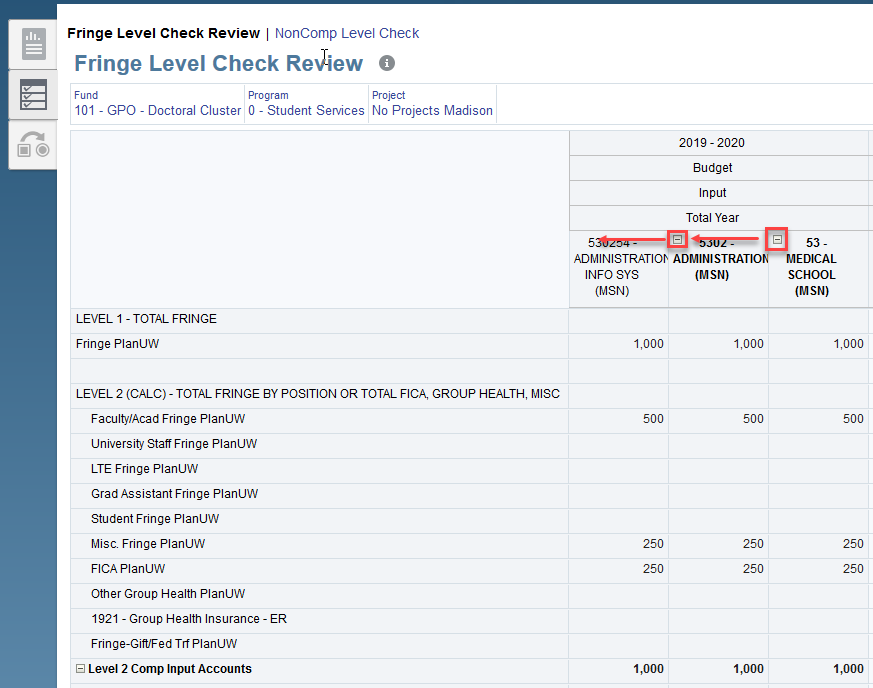 Fringe Level Check Review | NonComp Level Check
Fringe Level Check Review
Fund Program Project
101 - GPO - Doctoral Cluster 0 - Student Services No Projects Madison
2019 - 2020
Budget
Input
Total Year
530254 - 5302 - 53 -
ADMINISTRATION ADMINISTRATION MEDICAL
INFO SYS (MSN) SCHOOL
(MSN) (MSN)
LEVEL 1 - TOTAL FRINGE
Fringe PlanUW 1,000 1,000 1,000
LEVEL 2 (CALC) - TOTAL FRINGE BY POSITION OR TOTAL FICA, GROUP HEALTH, MISC
Faculty/Acad Fringe PlanUW 500 500 500
University Staff Fringe PlanUW
LTE Fringe PlanUW
Grad Assistant Fringe PlanUW
Student Fringe PlanUW
Misc. Fringe PlanUW 250 250 250
FICA PlanUW 250 250 250
Other Group Health PlanUW
1921 - Group Health Insurance - ER
Fringe-Gift/Fed Trf PlanUW
Level 2 Comp Input Accounts 1,000 1,000 1,000